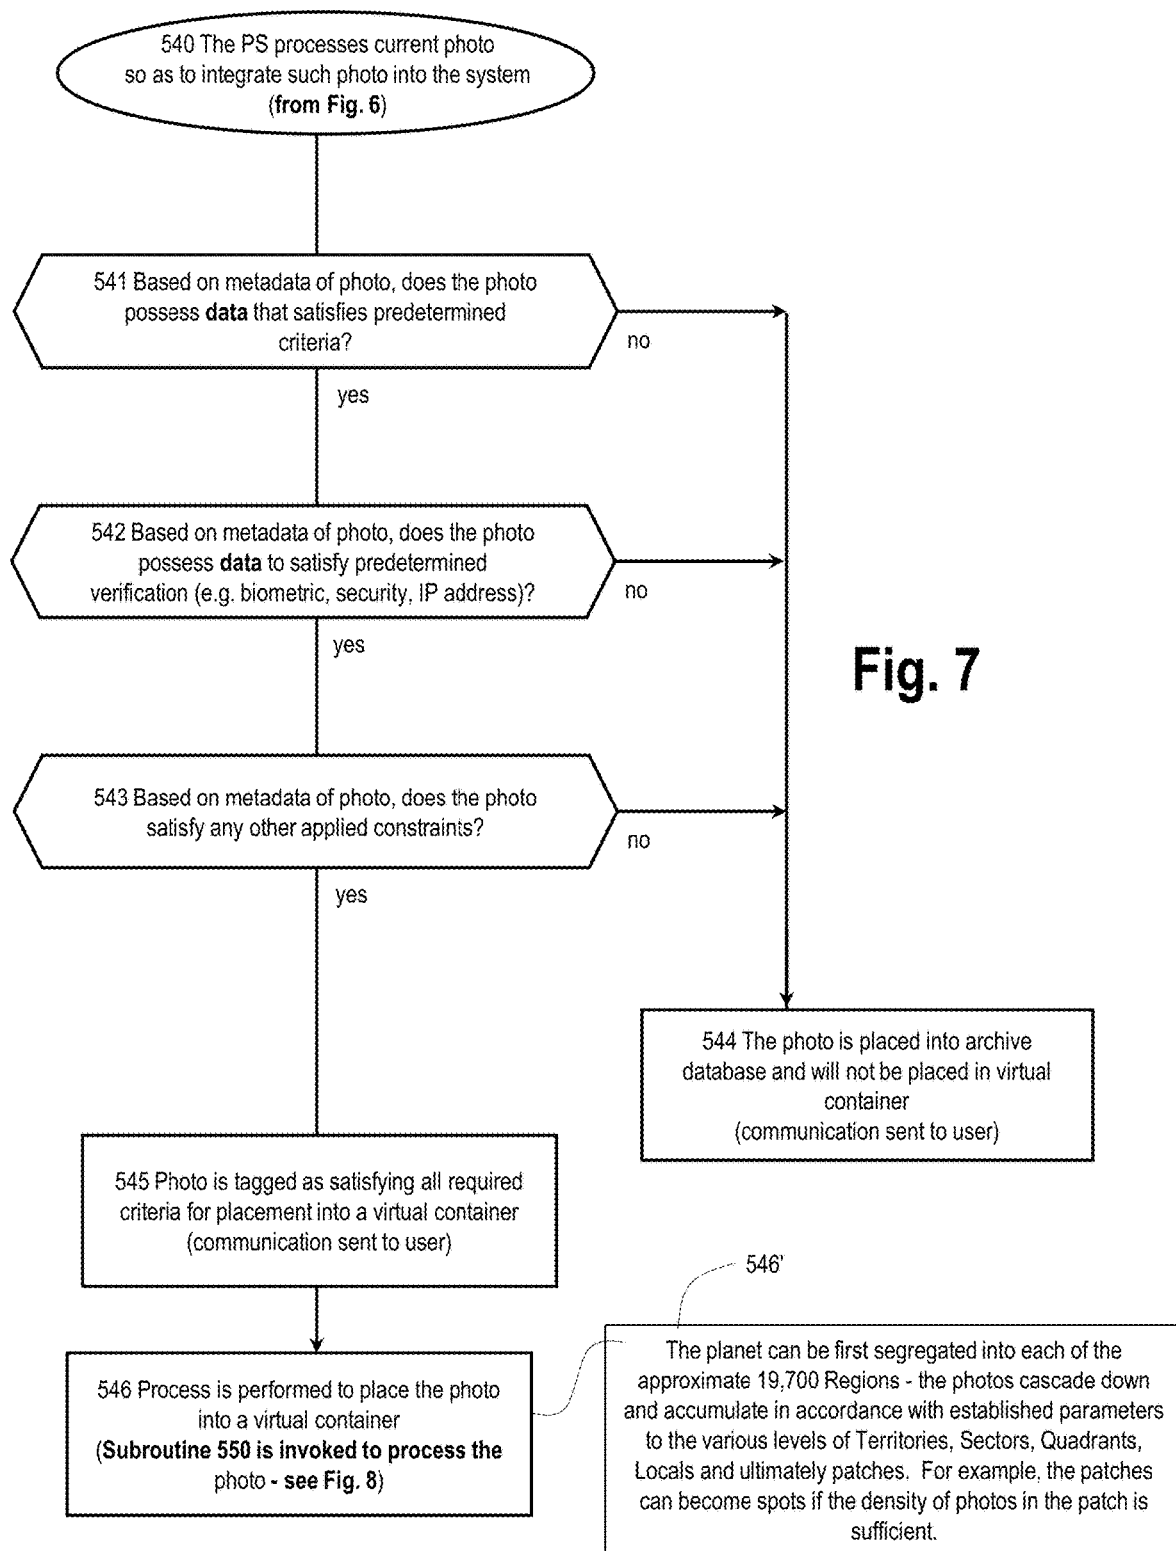 540 The PS processes current photo
so as to integrate such photo into the system
(from Fig. 6)
541 Based on metadata of photo, does the photo
possess data that satisfies predetermined
criteria?
no
yes
542 Based on metadata of photo, does the photo
possess data to satisfy predetermined
verification (e.g. biometric, security, IP address)?
no
yes
Fig. 7
543 Based on metadata of photo, does the photo
satisfy any other applied constraints?
no
yes
544 The photo is placed into archive
database and will not be placed in virtual
container
(communication sent to user)
545 Photo is tagged as satisfying all required
criteria for placement into a virtual container
(communication sent to user)
546'
546 Process is performed to place the photo
into a virtual container
(Subroutine 550 is invoked to process the
photo - see Fig. 8)
The planet can be first segregated into each of the
approximate 19,700 Regions - the photos cascade down
and accumulate in accordance with established parameters
to the various levels of Territories, Sectors, Quadrants,
Locals and ultimately patches.  For example, the patches
can become spots if the density of photos in the patch is
sufficient.